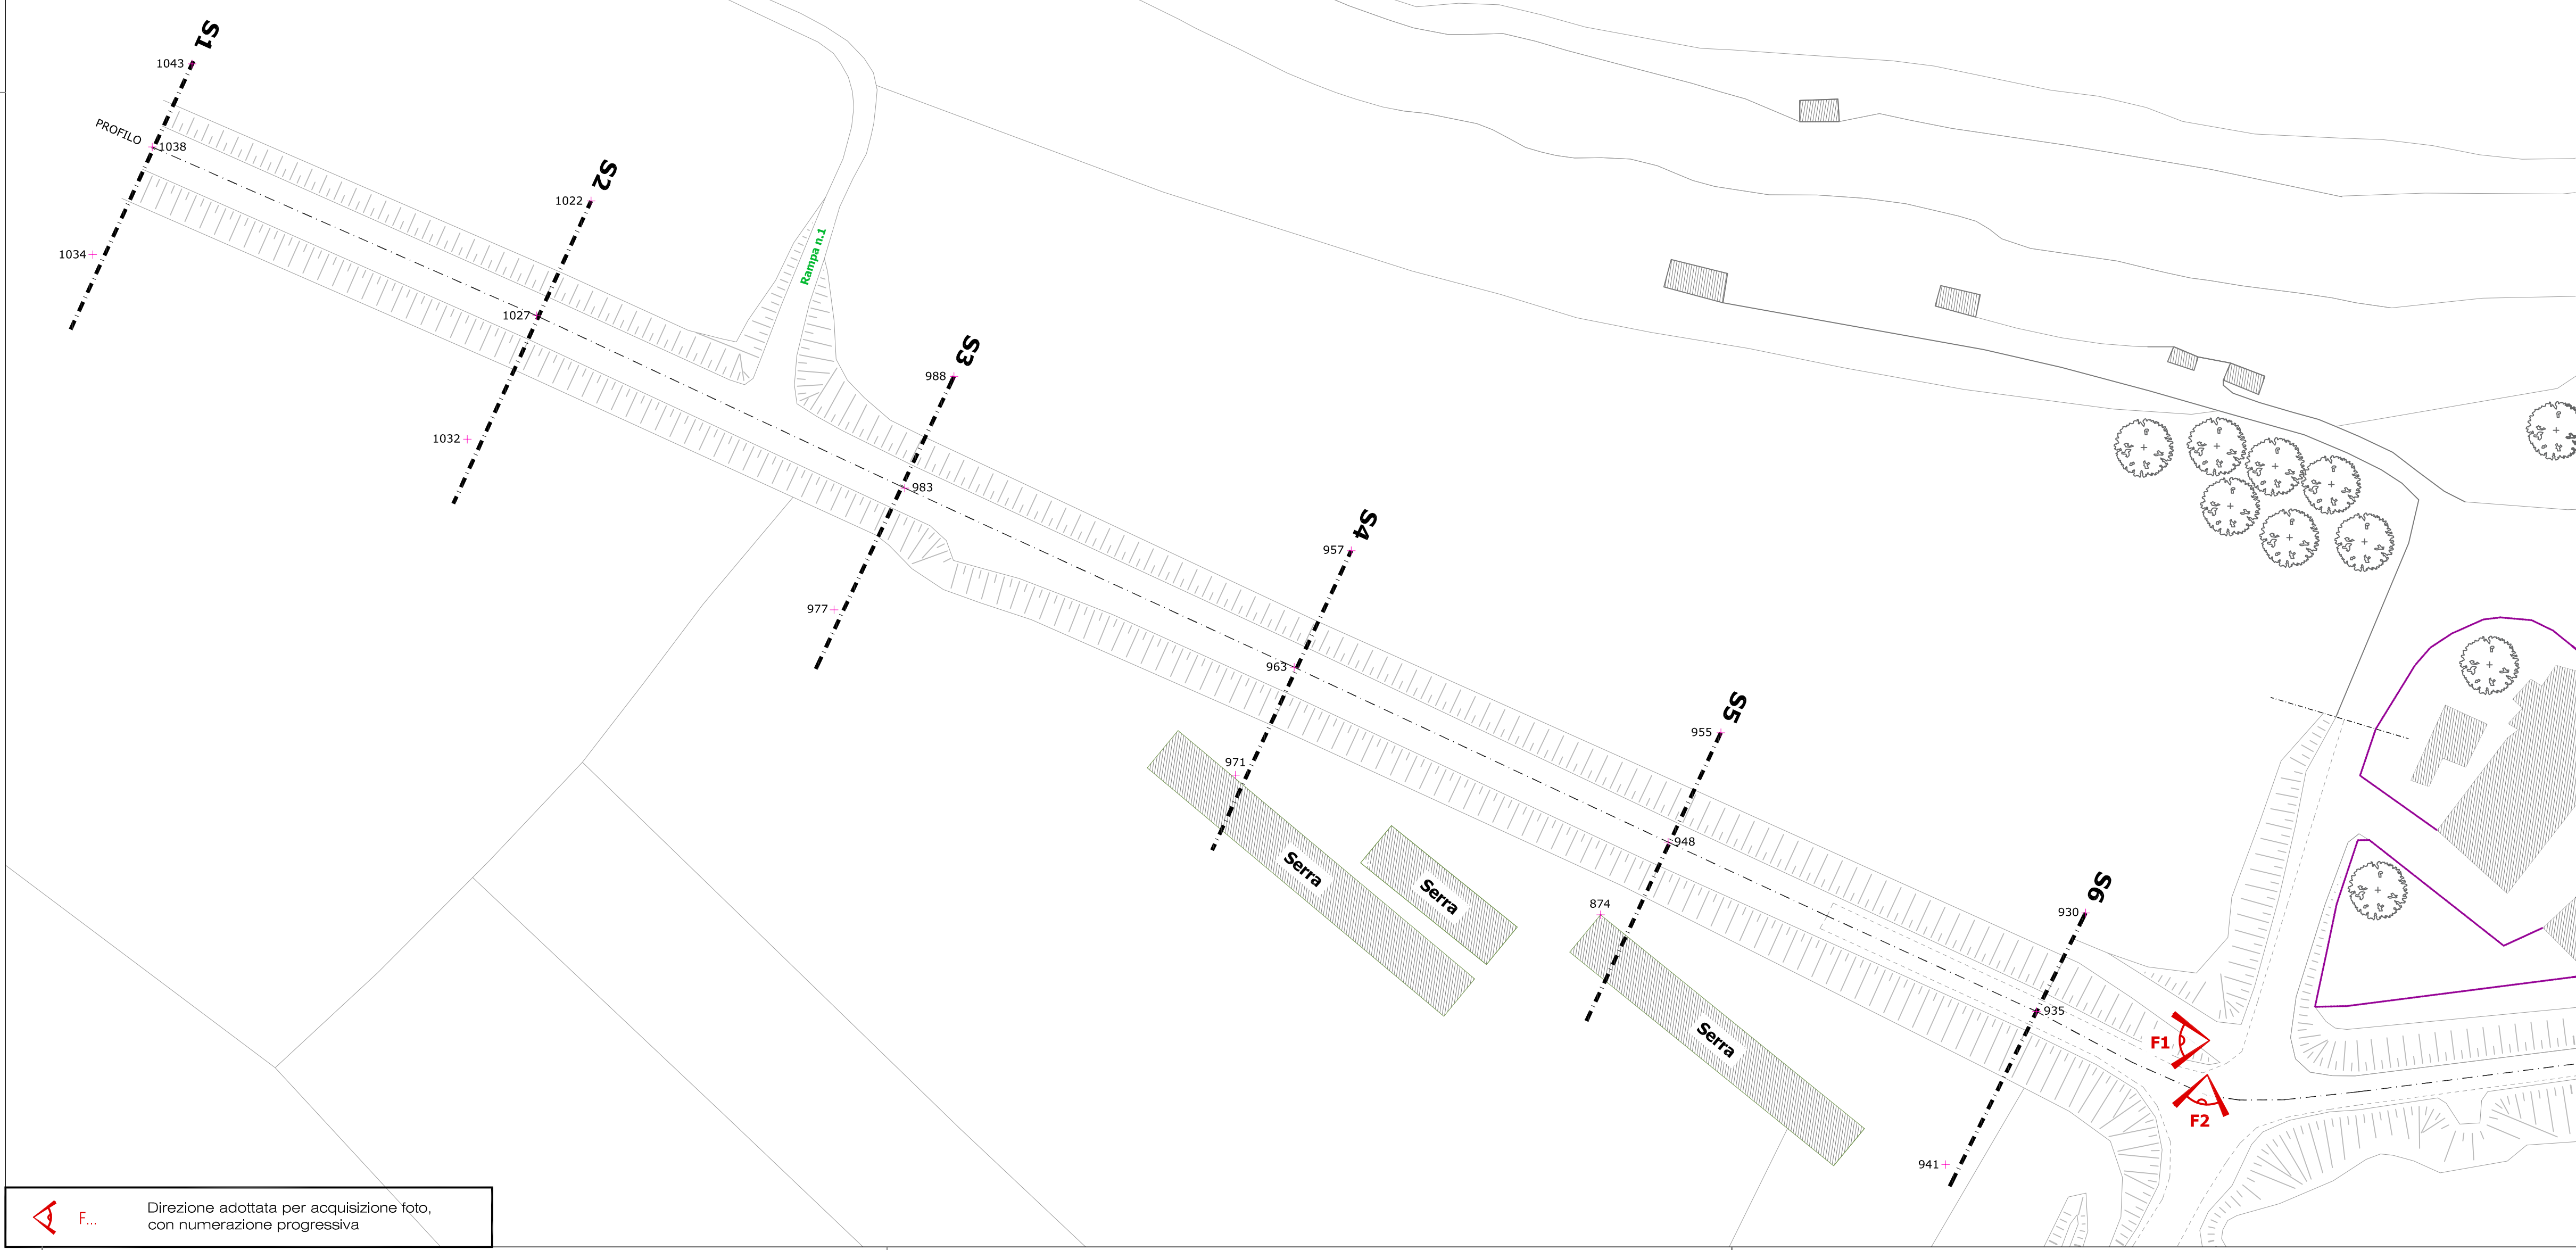 S1
1043
PROFILO
1038
1034
S2
1022
1027
1032
Rampa n.1
S3
988
983
977
S4
957
963
971
S5
955
948
874
Serra
Serra
Serra
S6
930
935
941
F1
F2
F...
Direzione adottata per acquisizione foto,
con numerazione progressiva